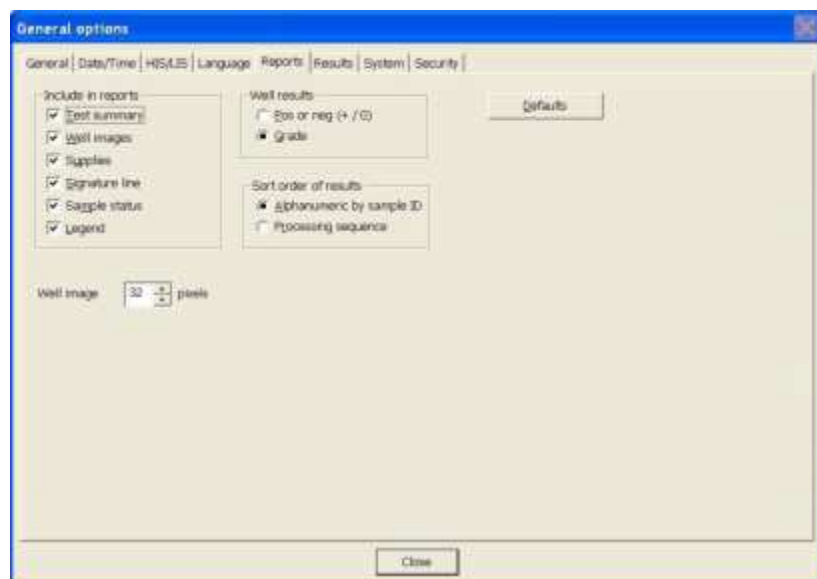 General options
General Date/Time HIS/LIS Language Reports Results System Security
Include in reports
Test summary
Well images
Supplies
Signature line
Sample status
Legend
Well results
Pos or neg (+ / 0)
Grade
Sort order of results
Alphanumeric by sample ID
Processing sequence
Defaults
Well image 32 pixels
Close